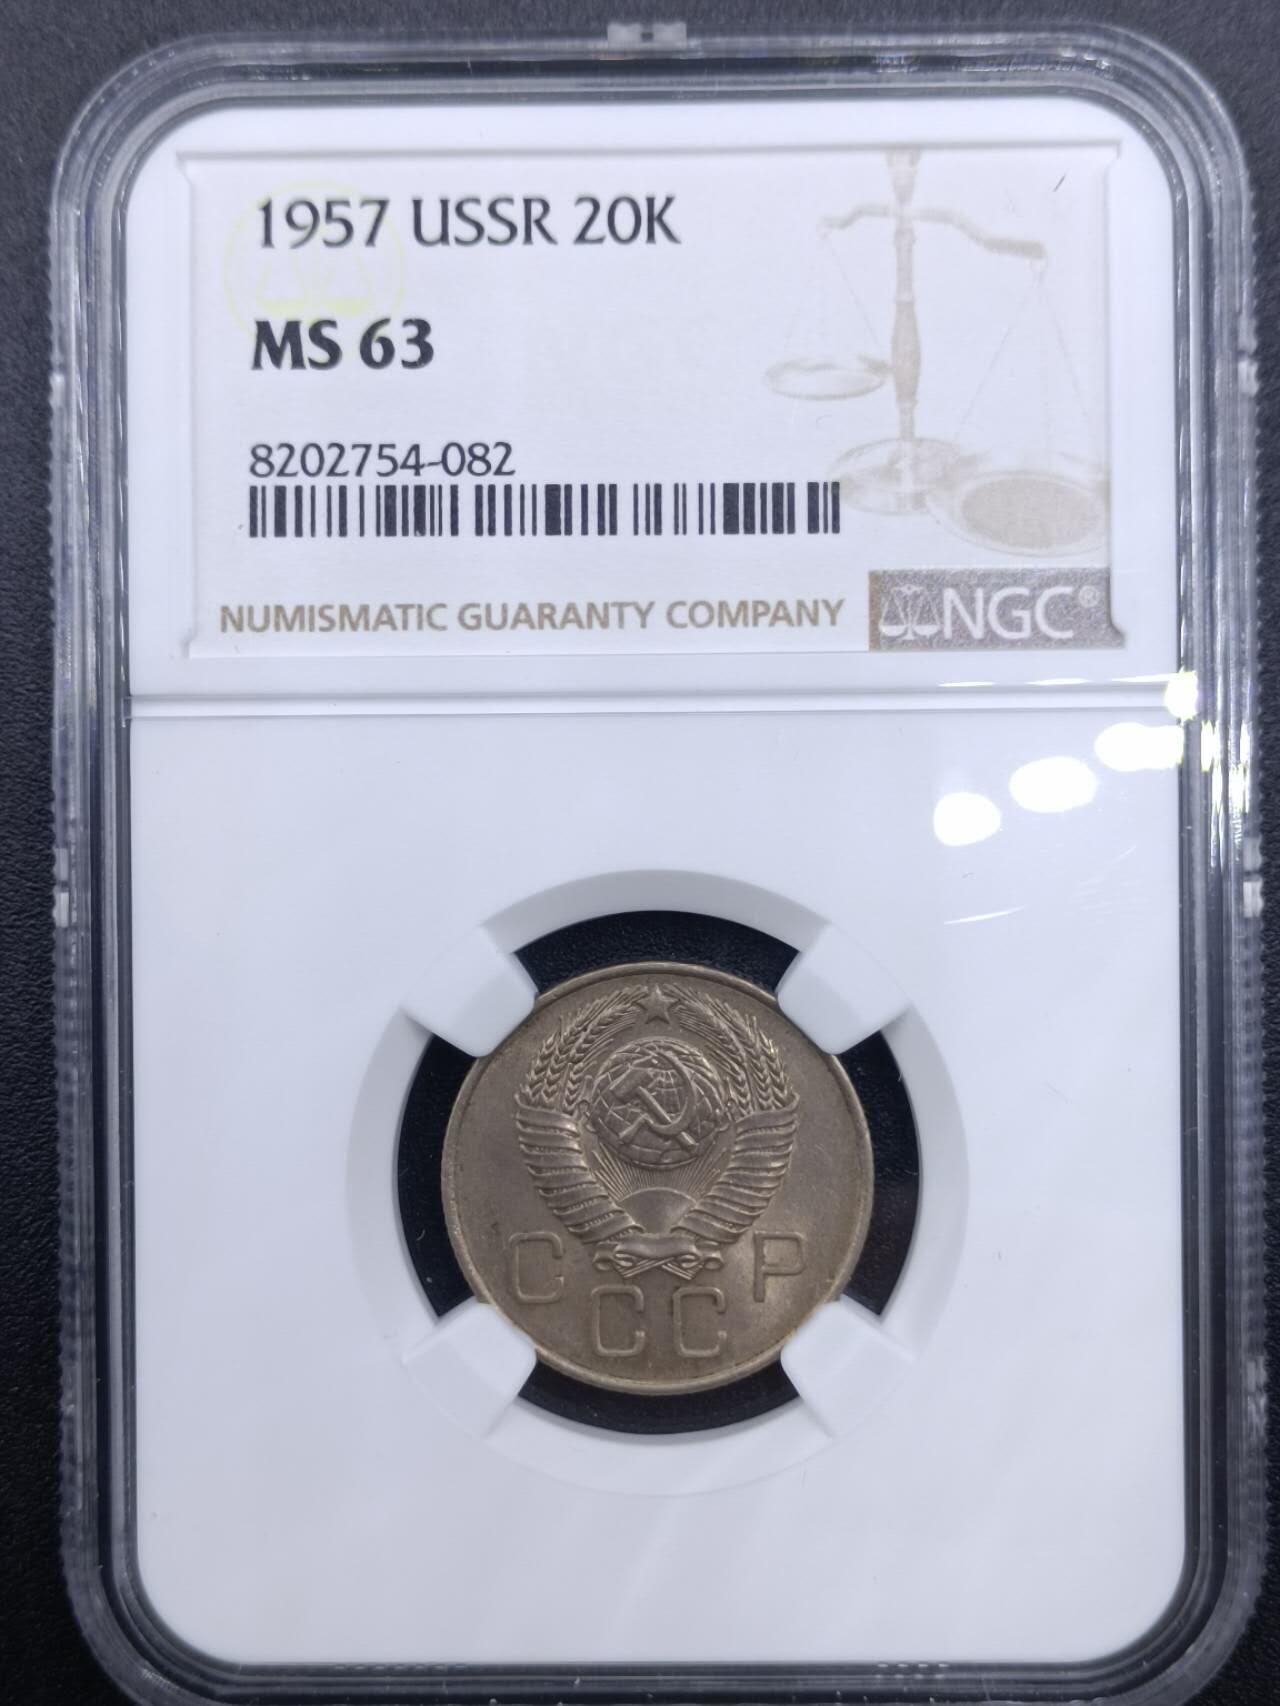 1957 USSR 20K
MS 63
8202754-082
NUMISMATIC GUARANTY COMPANY
NGC®
С Р
С С